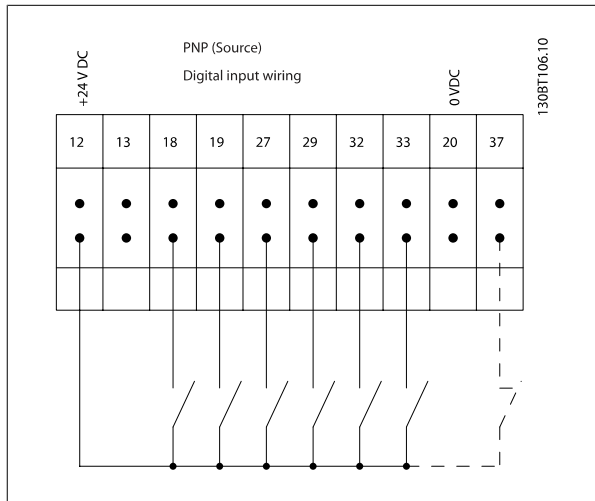 PNP (Source)
Digital input wiring
+24 V DC
0 VDC
130BT106.10
12 13 18 19 27 29 32 33 20 37